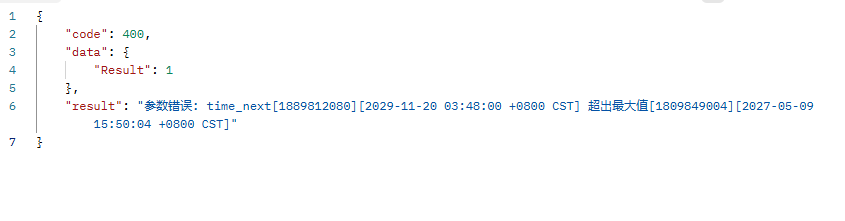 1 {
2 "code": 400,
3 "data": {
4 "Result": 1
5 },
6 "result": "参数错误: time_next[1889812080][2029-11-20 03:48:00 +0800 CST] 超出最大值[1809849004][2027-05-09
15:50:04 +0800 CST]"
7 }